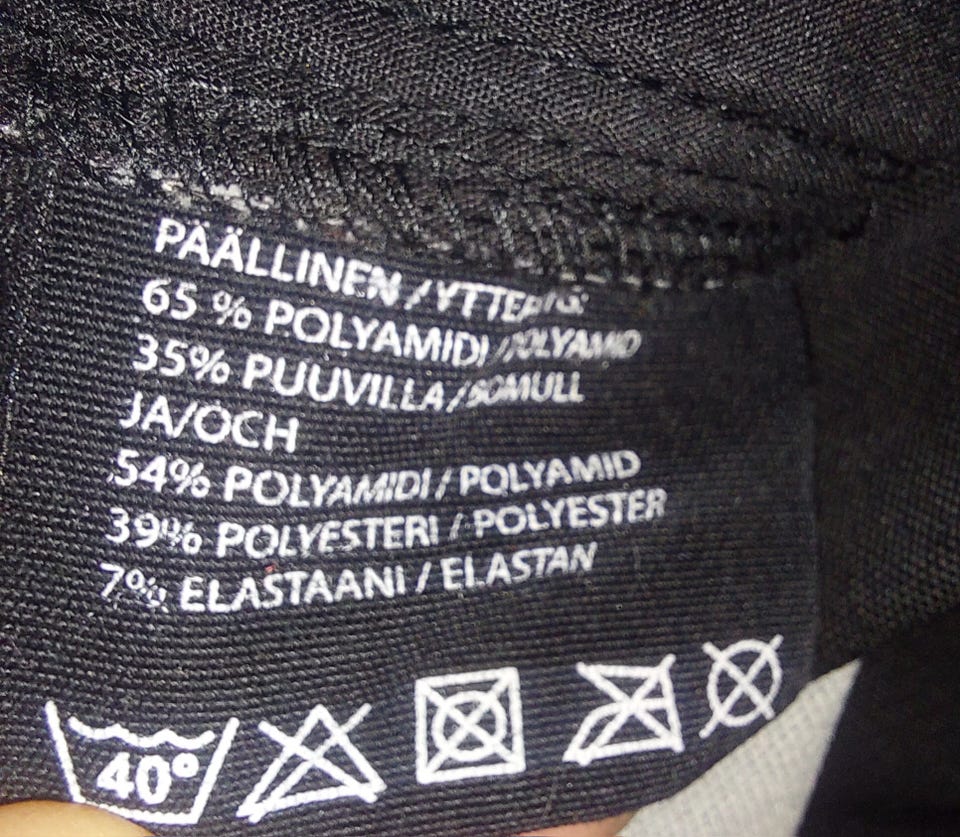 PÄÄLLINEN / YTTERTYG:
65 % POLYAMIDI / POLYAMID
35% PUUVILLA / BOMULL
JA/OCH
54% POLYAMIDI / POLYAMID
39% POLYESTERI / POLYESTER
7% ELASTAANI / ELASTAN
40°